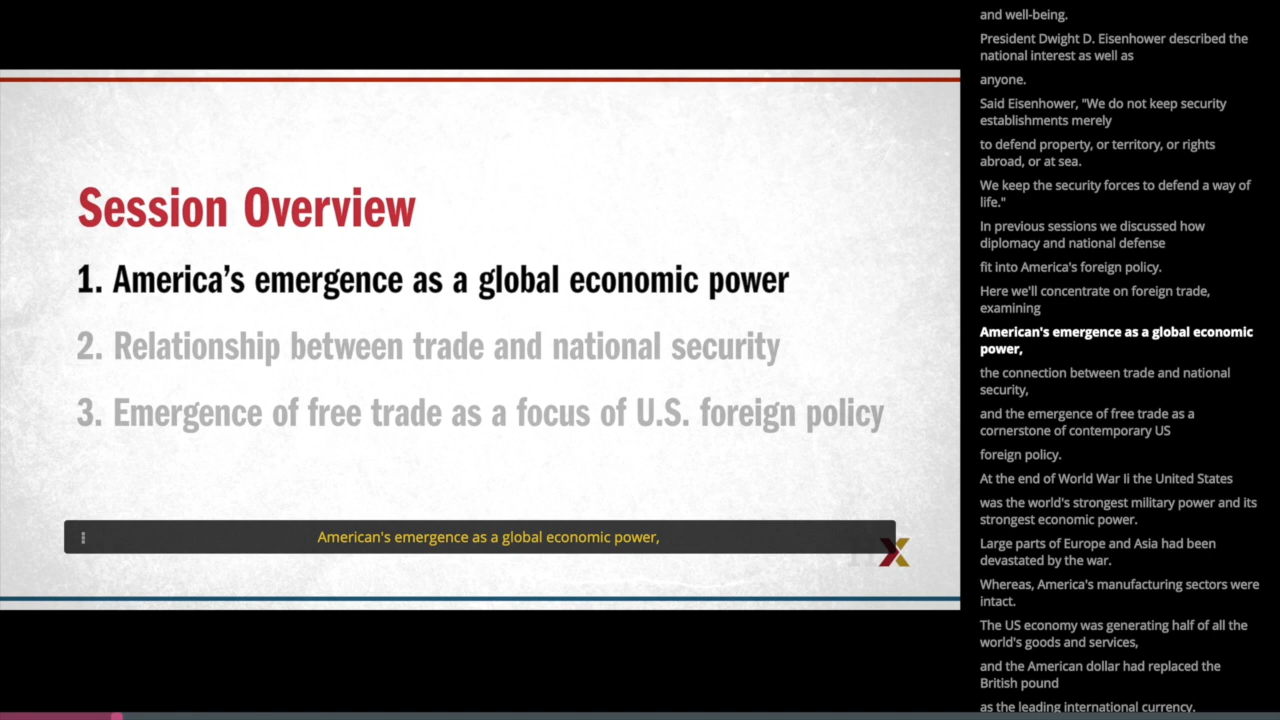 Session Overview
1. America's emergence as a global economic power
2. Relationship between trade and national security
3. Emergence of free trade as a focus of U.S. foreign policy
American's emergence as a global economic power,
X
and well-being.
President Dwight D. Eisenhower described the
national interest as well as
anyone.
Said Eisenhower, "We do not keep security
establishments merely
to defend property, or territory, or rights
abroad, or at sea.
We keep the security forces to defend a way of
life."
In previous sessions we discussed how
diplomacy and national defense
fit into America's foreign policy.
Here we'll concentrate on foreign trade,
examining
American's emergence as a global economic
power,
the connection between trade and national
security,
and the emergence of free trade as a
cornerstone of contemporary US
foreign policy.
At the end of World War Ii the United States
was the world's strongest military power and its
strongest economic power.
Large parts of Europe and Asia had been
devastated by the war.
Whereas, America's manufacturing sectors were
intact.
The US economy was generating half of all the
world's goods and services,
and the American dollar had replaced the
British pound
as the leading international currency.